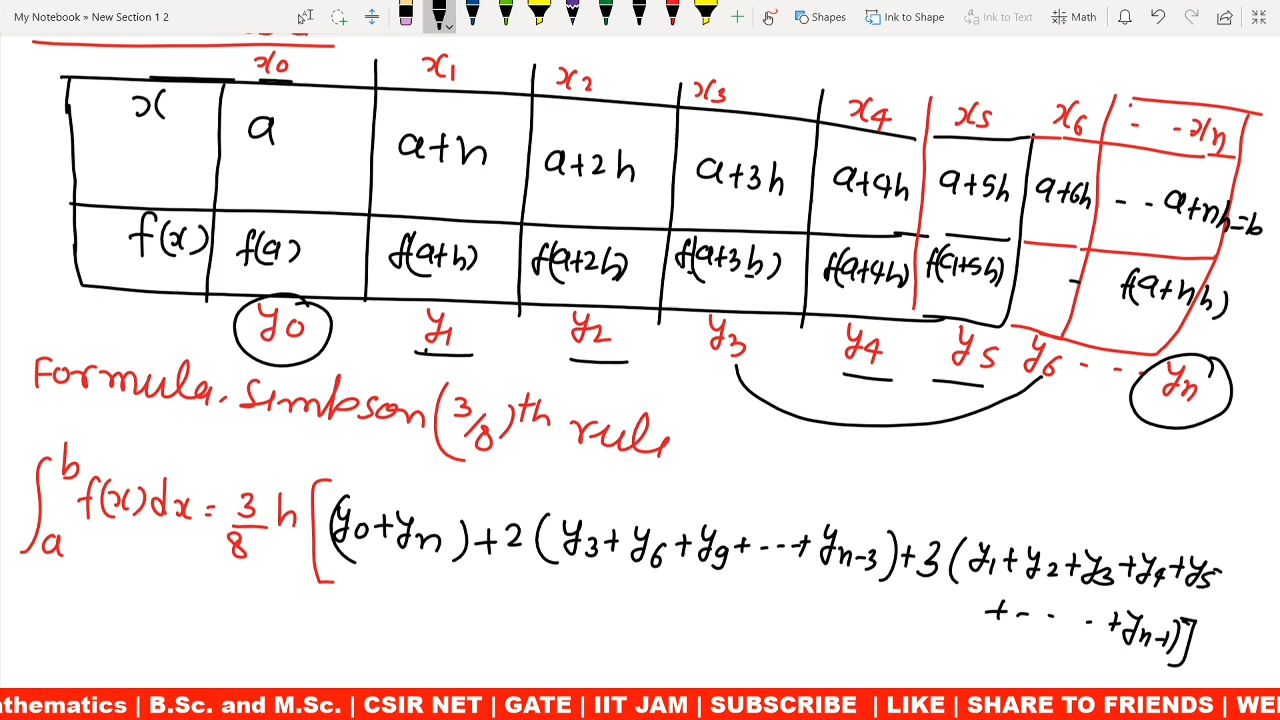 My Notebook » New Section 1 2
Shapes Ink to Shape Ink to Text Math
x₀ x₁ x₂ x₃ x₄ x₅ x₆ : - - xₙ
x a a+h a+2h a+3h a+4h a+5h a+6h - - a+nh=b
f(x) f(a) f(a+h) f(a+2h) f(a+3h) f(a+4h) f(a+5h) - f(a+nh)
y₀ y₁ y₂ y₃ y₄ y₅ y₆ - - - yₙ
Formula. Simpson (3/8)th rule
∫ₐᵇ f(x)dx = 3/8 h [(y₀+yₙ)+2(y₃+y₆+y₉+---+yₙ₋₃)+3(y₁+y₂+y₃+y₄+y₅
+- - - - +yₙ₋₁)]
athematics | B.Sc. and M.Sc. | CSIR NET | GATE | IIT JAM | SUBSCRIBE | LIKE | SHARE TO FRIENDS | WE